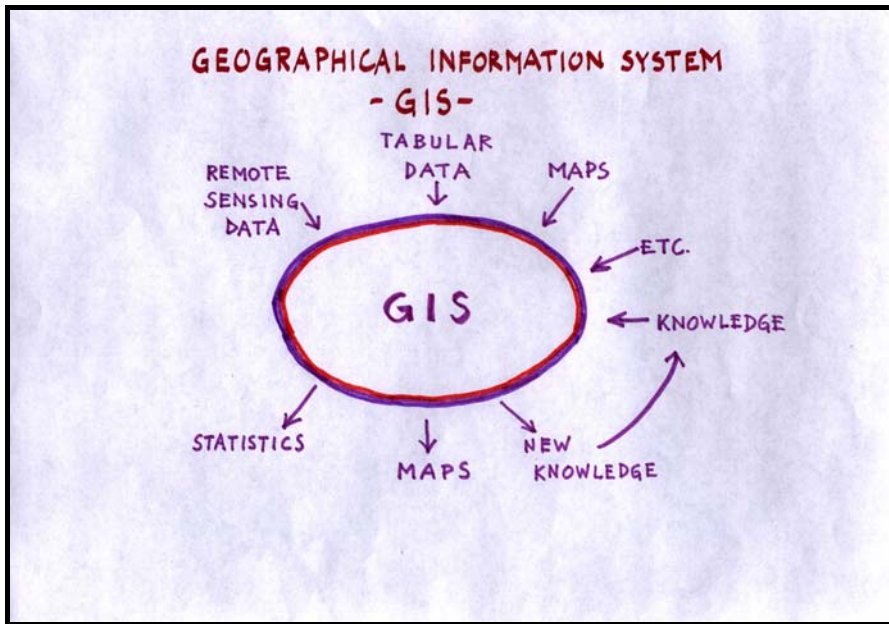 GEOGRAPHICAL INFORMATION SYSTEM
- GIS -
TABULAR
DATA
REMOTE
SENSING
DATA
MAPS
ETC.
GIS
KNOWLEDGE
STATISTICS
MAPS
NEW
KNOWLEDGE